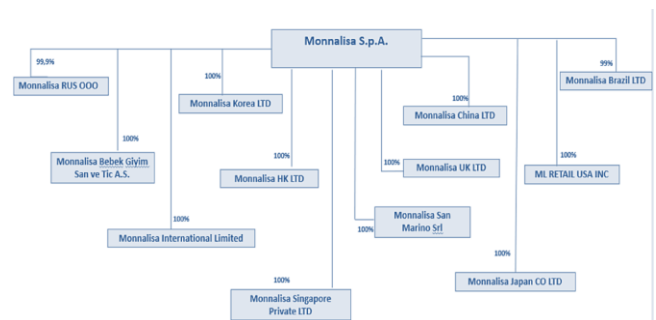 Monnalisa S.p.A.
99,9%
Monnalisa RUS OOO
100%
Monnalisa Korea LTD
99%
Monnalisa Brazil LTD
100%
Monnalisa China LTD
100%
Monnalisa Bebek Giyim
San ve Tic A.S.
100%
Monnalisa HK LTD
100%
Monnalisa UK LTD
100%
ML RETAIL USA INC
100%
Monnalisa International Limited
100%
Monnalisa San
Marino Srl
100%
Monnalisa Singapore
Private LTD
100%
Monnalisa Japan CO LTD